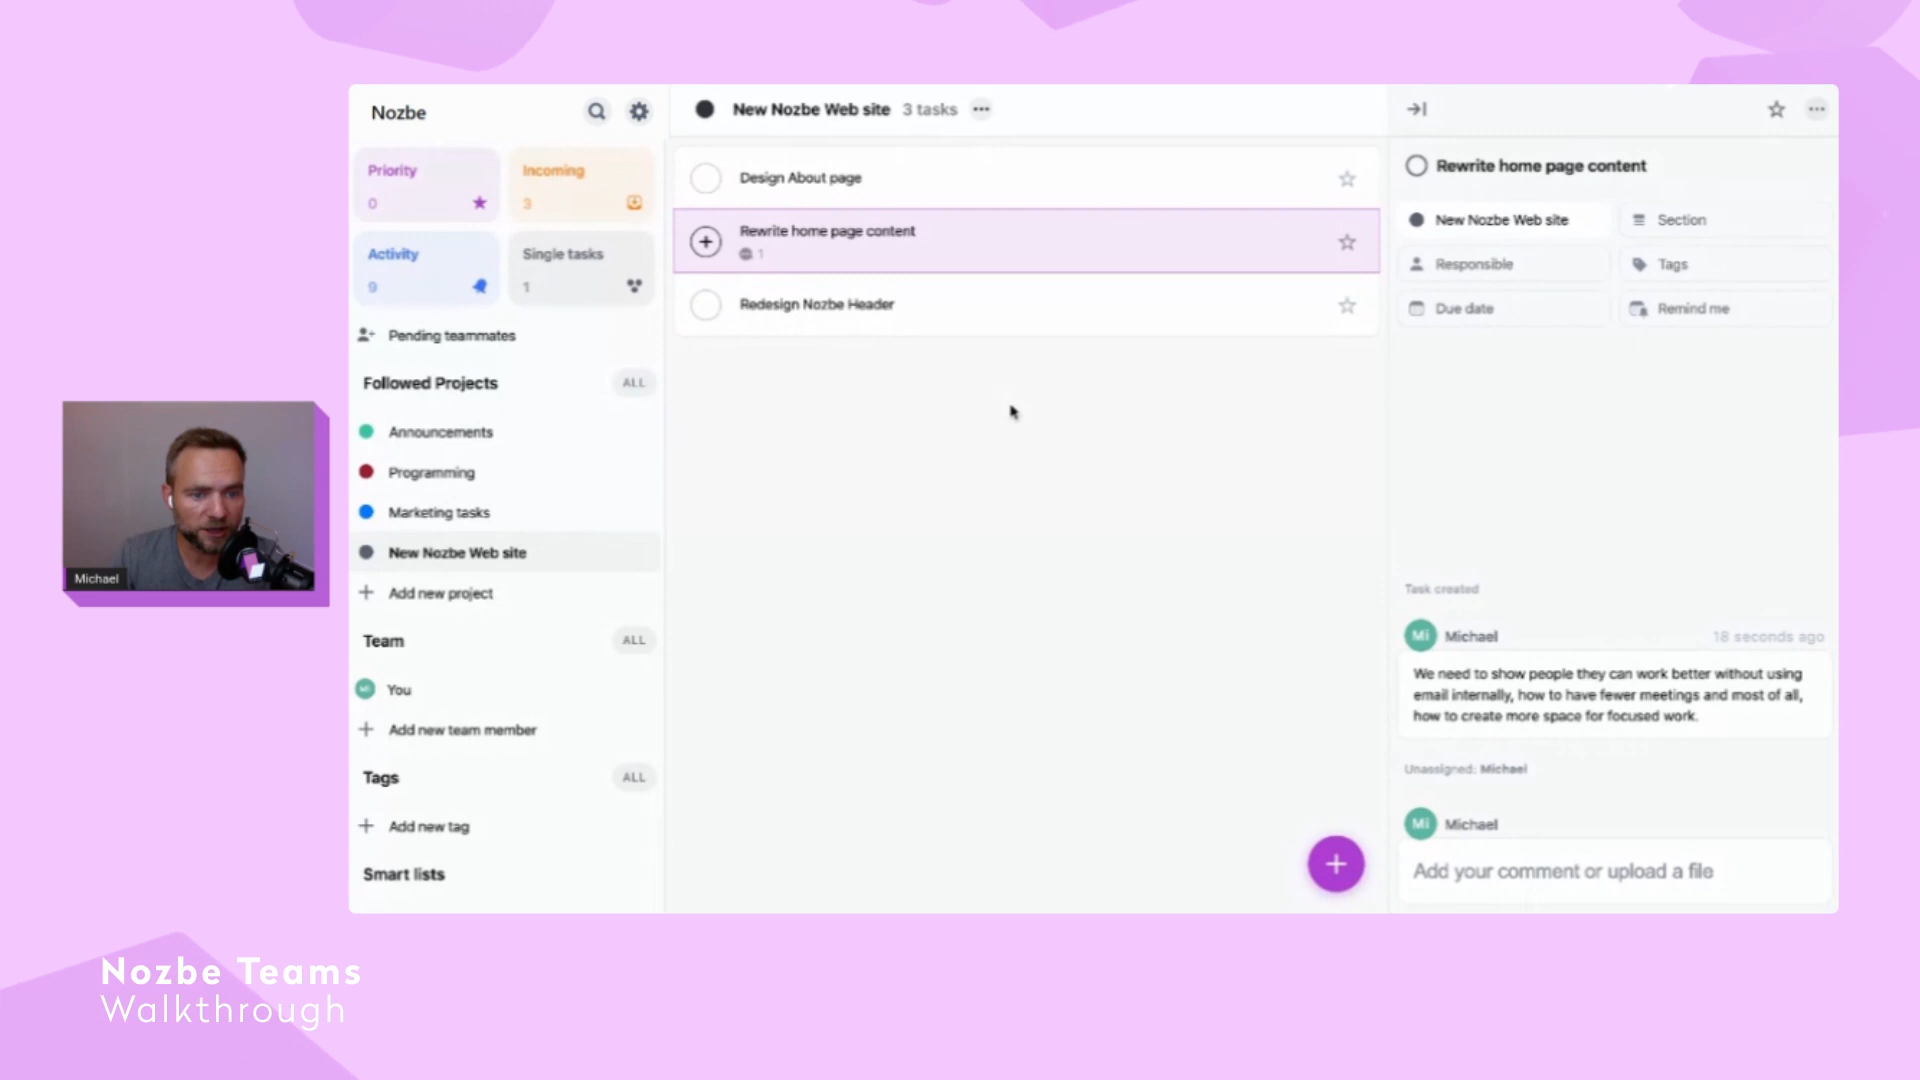 Nozbe
Priority
0
Incoming
3
Activity
9
Single tasks
1
Pending teammates
Followed Projects
ALL
Announcements
Programming
Marketing tasks
New Nozbe Web site
Add new project
Team
ALL
Mi
You
Add new team member
Tags
ALL
Add new tag
Smart lists
New Nozbe Web site 3 tasks
Design About page
Rewrite home page content
1
Redesign Nozbe Header
Rewrite home page content
New Nozbe Web site
Section
Responsible
Tags
Due date
Remind me
Task created
Mi Michael 18 seconds ago
We need to show people they can work better without using
email internally, how to have fewer meetings and most of all,
how to create more space for focused work.
Unassigned: Michael
Mi Michael
Add your comment or upload a file
Michael
Nozbe Teams
Walkthrough